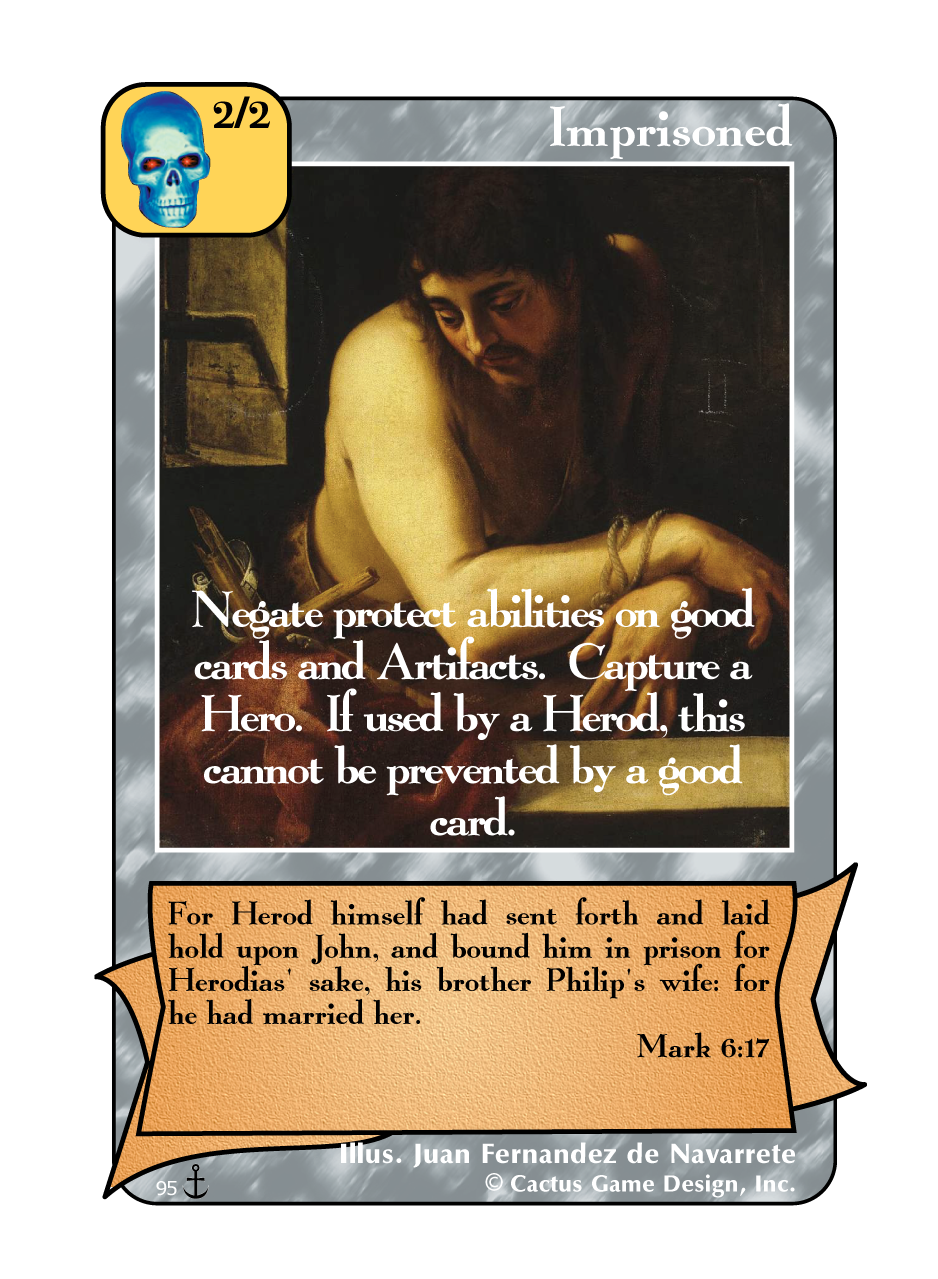 2/2
Imprisoned
Negate protect abilities on good
cards and Artifacts. Capture a
Hero. If used by a Herod, this
cannot be prevented by a good
card.
For Herod himself had sent forth and laid
hold upon John, and bound him in prison for
Herodias' sake, his brother Philip's wife: for
he had married her.
Mark 6:17
Illus. Juan Fernandez de Navarrete
95
© Cactus Game Design, Inc.